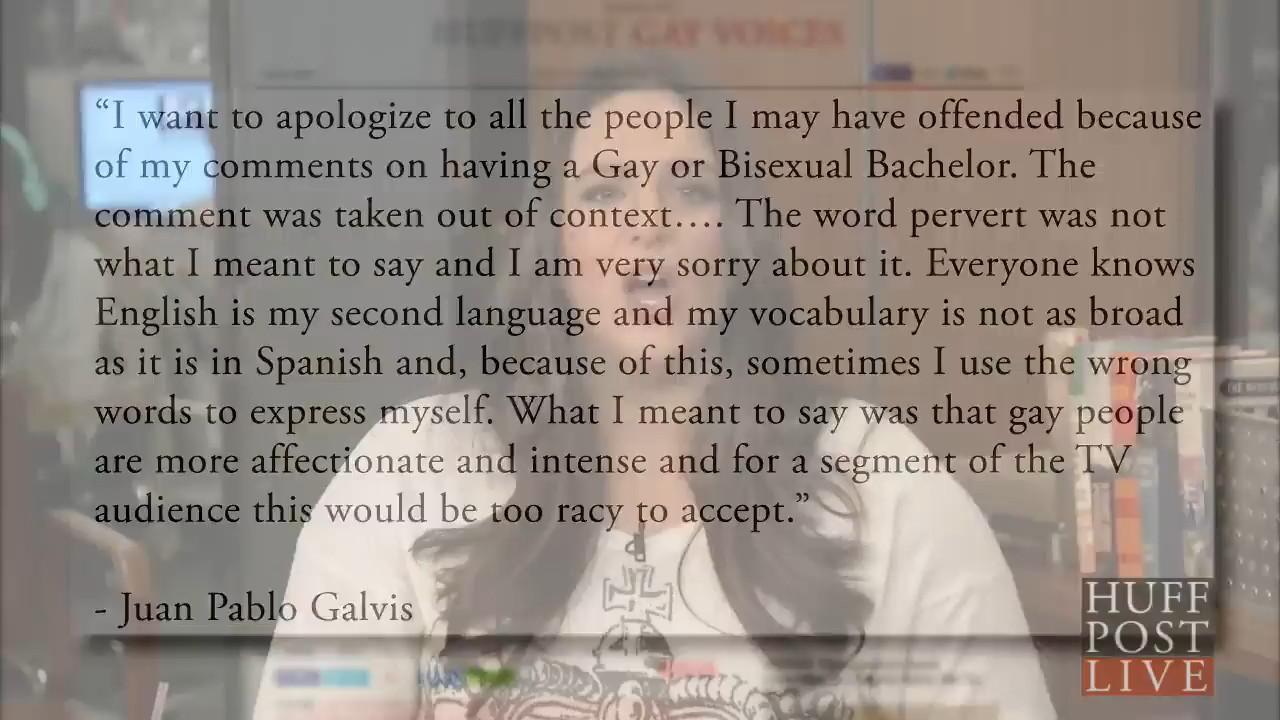 HUFFPOST GAY VOICES
“I want to apologize to all the people I may have offended because
of my comments on having a Gay or Bisexual Bachelor. The
comment was taken out of context.... The word pervert was not
what I meant to say and I am very sorry about it. Everyone knows
English is my second language and my vocabulary is not as broad
as it is in Spanish and, because of this, sometimes I use the wrong
words to express myself. What I meant to say was that gay people
are more affectionate and intense and for a segment of the TV
audience this would be too racy to accept.”
- Juan Pablo Galvis
HUFF
POST
LIVE